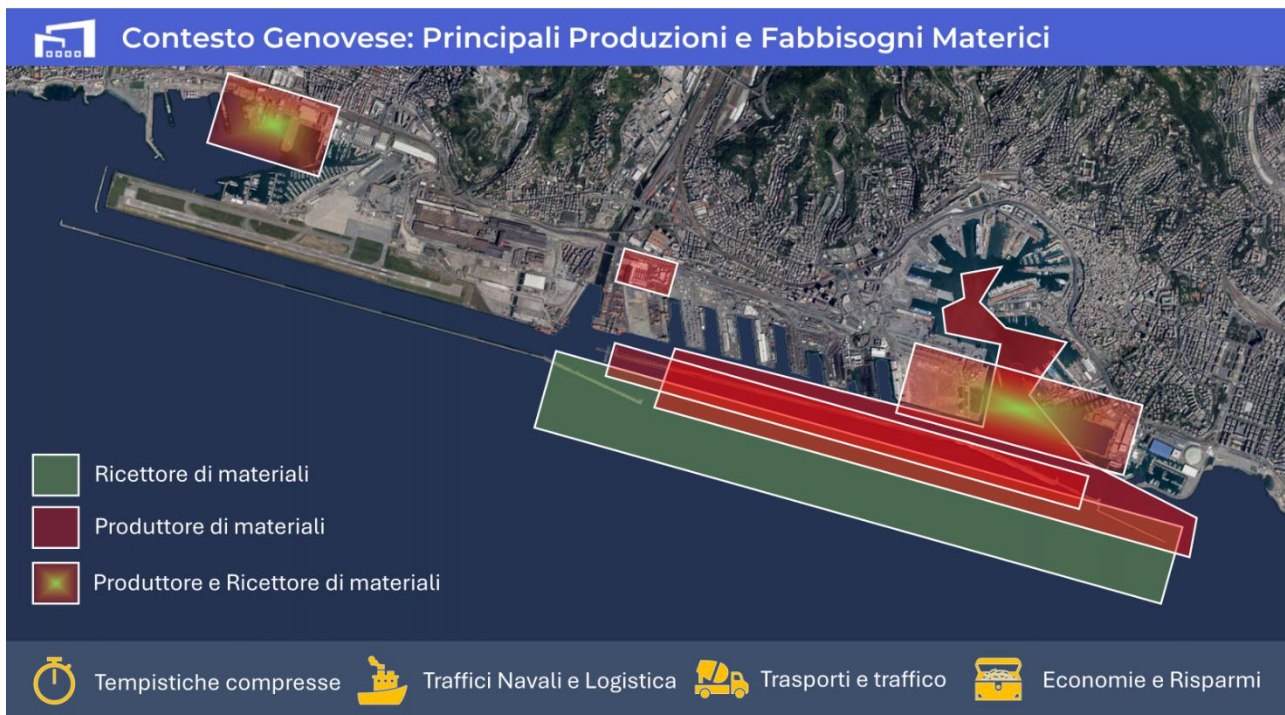 Contesto Genovese: Principali Produzioni e Fabbisogni Materici
Ricettore di materiali
Produttore di materiali
Produttore e Ricettore di materiali
Tempistiche compresse
Traffici Navali e Logistica
Trasporti e traffico
Economie e Risparmi